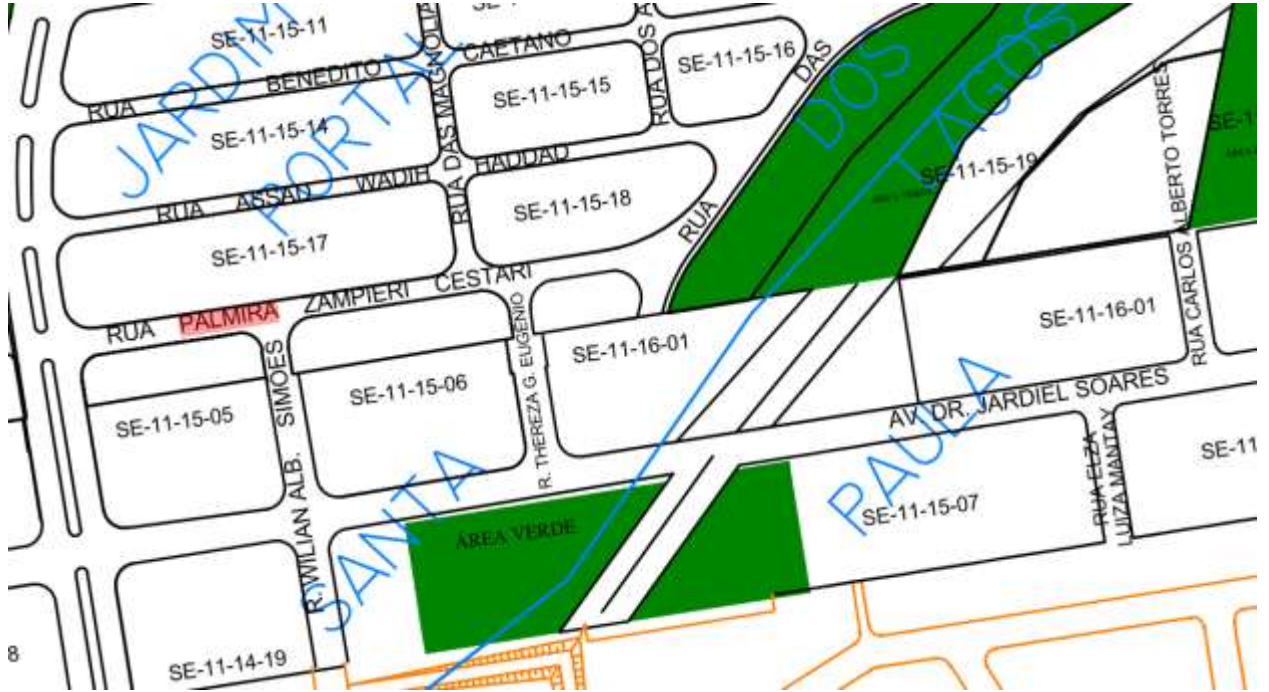 SE-11-15-11
JARDIM
PORTAL
DOS
LAGOS
RUA BENEDITO CAETANO
SE-11-15-14
SE-11-15-15
SE-11-15-16
RUA DAS MAGNOLIA
RUA DOS A
RUA DAS
RUA ASSAN WADIH HADDAD
SE-11-15-17
SE-11-15-18
SE-11-15-19
RUA CARLOS ALBERTO TORRES
SE-1
RUA PALMIRA ZAMPIERI CESTARI
SE-11-15-05
R. WILIAN ALB. SIMOES
SE-11-15-06
R. THEREZA G. EUGENIO
SE-11-16-01
SE-11-16-01
AV. DR. JARDIEL SOARES
SANTA
PAULA
ÁREA VERDE
SE-11-15-07
RUA ELZA
LUIZA MANTAY
SE-11
8
SE-11-14-19